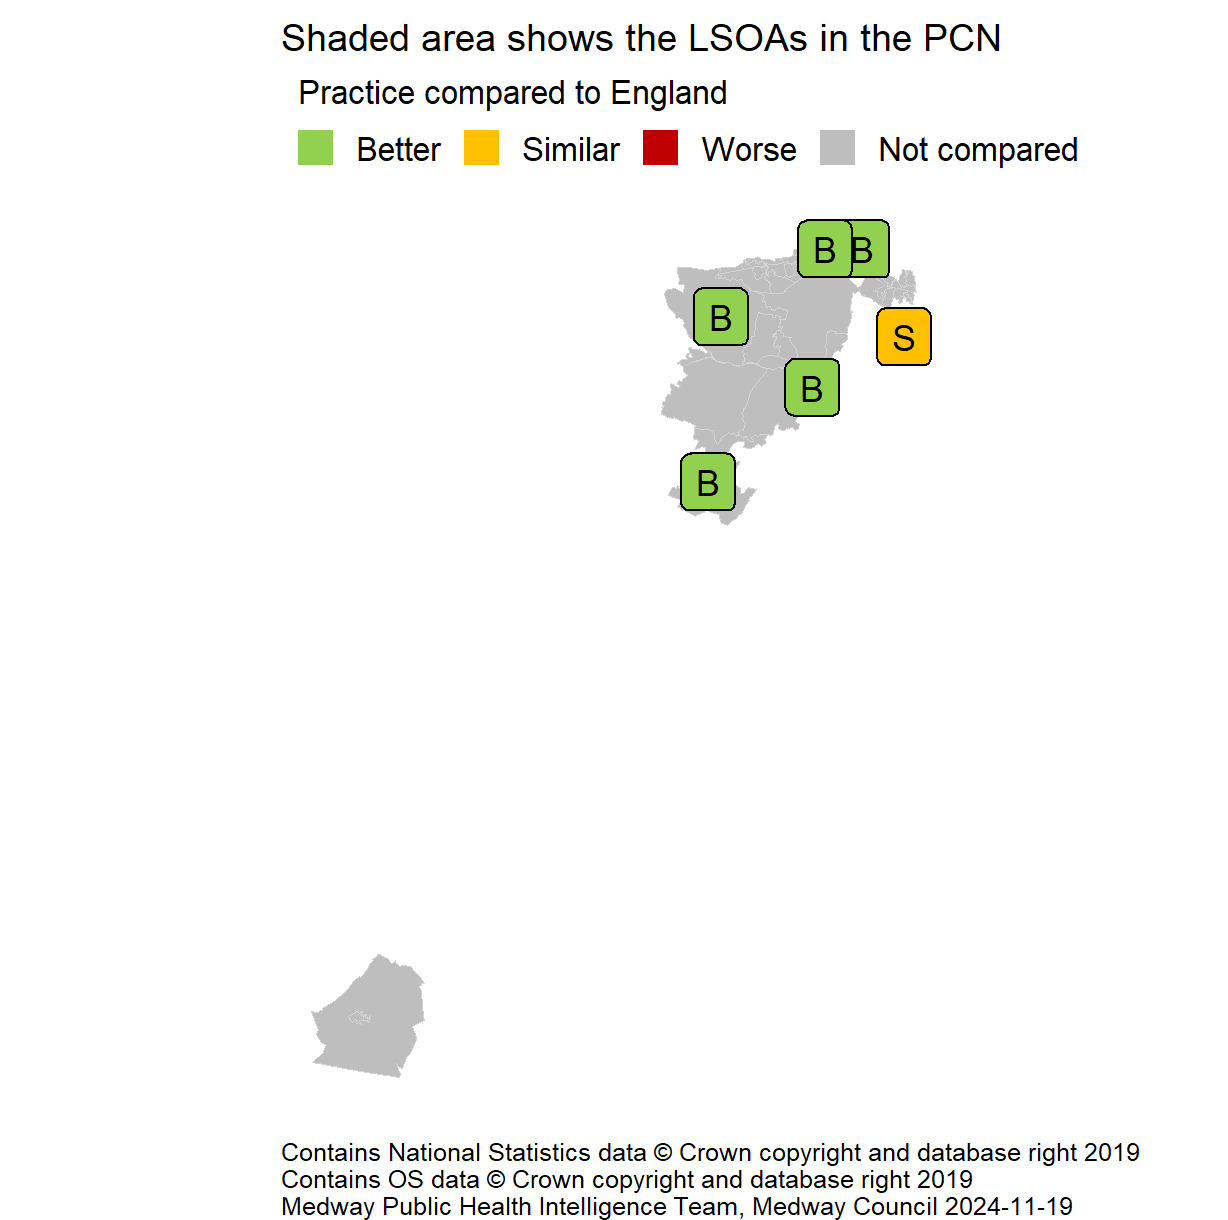 Shaded area shows the LSOAs in the PCN
Practice compared to England
Better Similar Worse Not compared
B B
B
S
B
B
Contains National Statistics data © Crown copyright and database right 2019
Contains OS data © Crown copyright and database right 2019
Medway Public Health Intelligence Team, Medway Council 2024-11-19